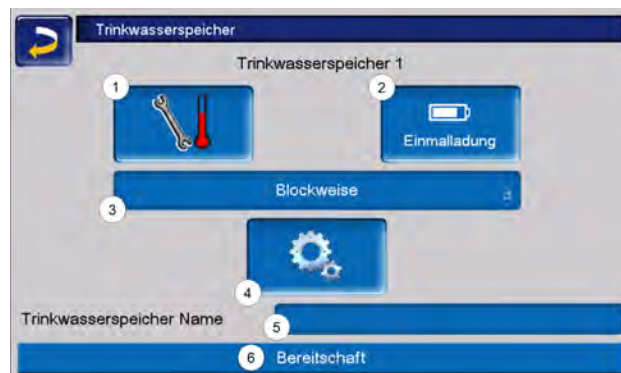 Trinkwasserspeicher
Trinkwasserspeicher 1
1
2
Einmalladung
Blockweise
3
4
Trinkwasserspeicher Name
5
6 Bereitschaft